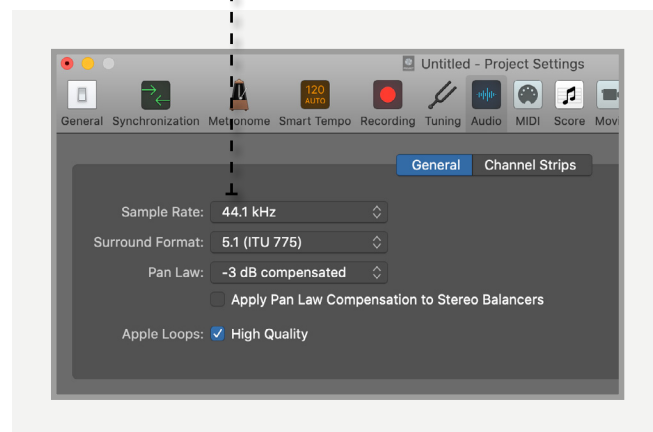 Untitled - Project Settings
120
AUTO
General Synchronization Metronome Smart Tempo Recording Tuning Audio MIDI Score Movi
General Channel Strips
Sample Rate: 44.1 kHz
Surround Format: 5.1 (ITU 775)
Pan Law: -3 dB compensated
Apply Pan Law Compensation to Stereo Balancers
Apple Loops: High Quality